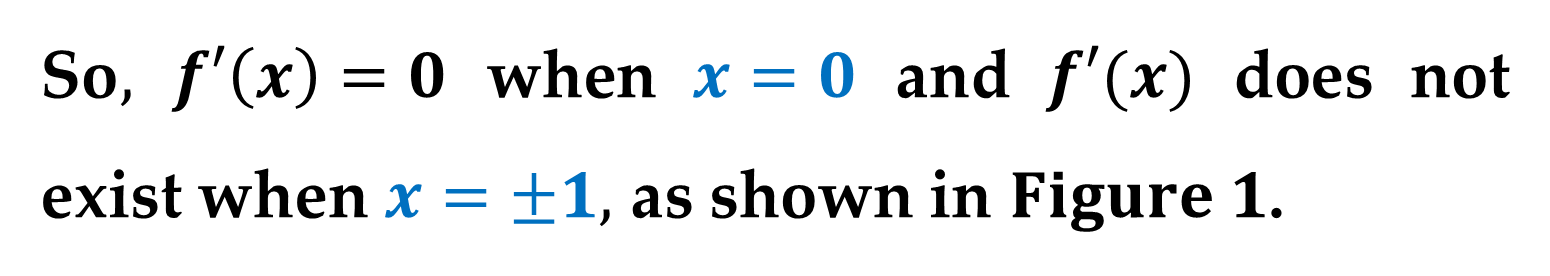 So, f′(x) = 0 when x = 0 and f′(x) does not
exist when x = ±1, as shown in Figure 1.